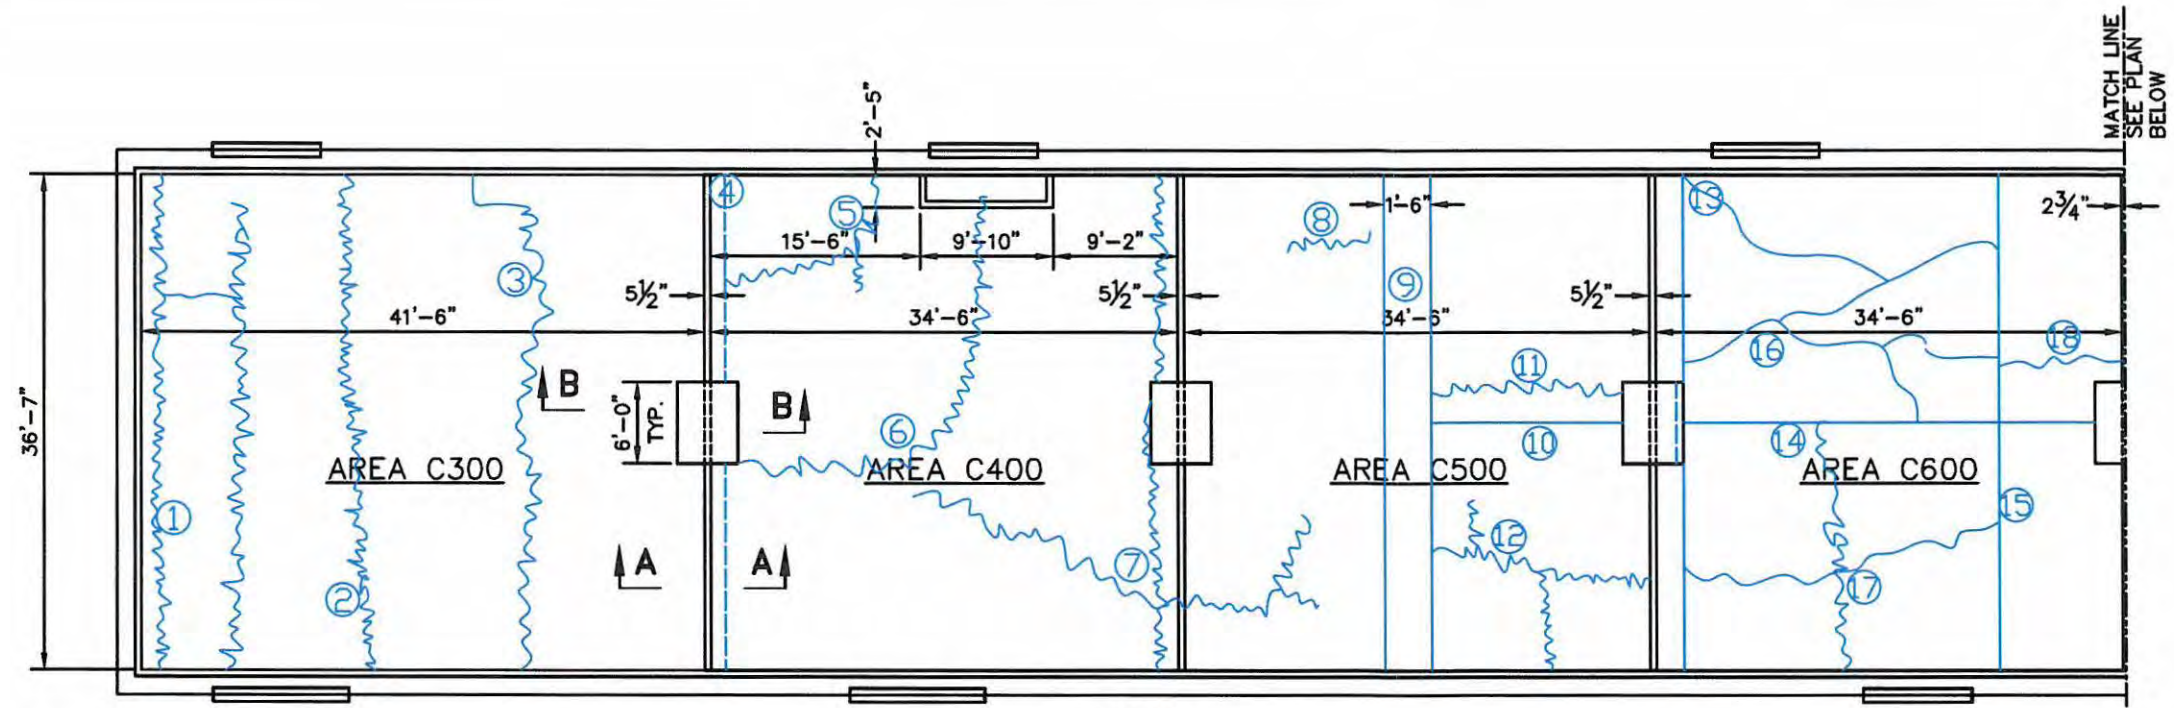 MATCH LINE
SEE PLAN
BELOW
2'-5"
4
13
5
8
1'-6"
2¾"
15'-6"
9'-10"
9'-2"
3
9
5½"
5½"
5½"
41'-6"
34'-6"
34'-6"
34'-6"
16
18
11
B
B
6'-0"
TYP.
36'-7"
6
10
14
AREA C300
AREA C400
AREA C500
AREA C600
1
15
12
A
A
7
17
2